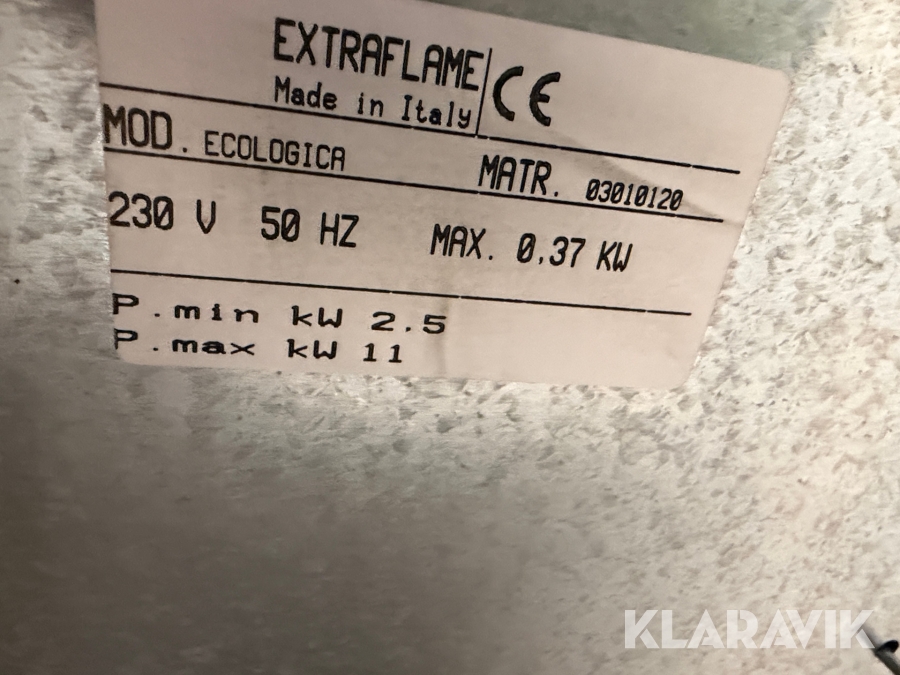 EXTRAFLAME
Made in Italy
CE
MOD. ECOLOGICA MATR. 03010120
230 V 50 HZ MAX. 0,37 KW
P.min kW 2.5
P.max kW 11
KLARAVIK